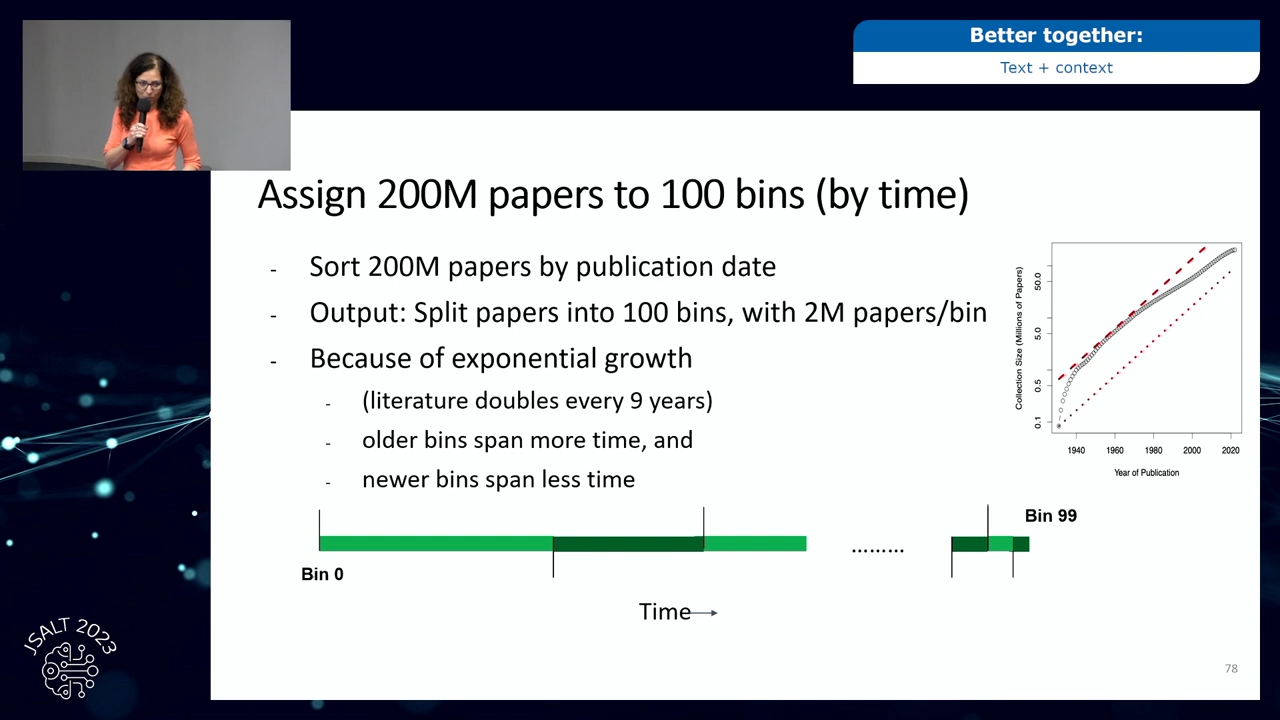 Better together:
Text + context
Assign 200M papers to 100 bins (by time)
- Sort 200M papers by publication date
- Output: Split papers into 100 bins, with 2M papers/bin
- Because of exponential growth
- (literature doubles every 9 years)
- older bins span more time, and
- newer bins span less time
Collection Size (Millions of Papers)
50.0
5.0
0.5
0.1
1940 1960 1980 2000 2020
Year of Publication
Bin 99
.........
Bin 0
Time
JSALT 2023
78